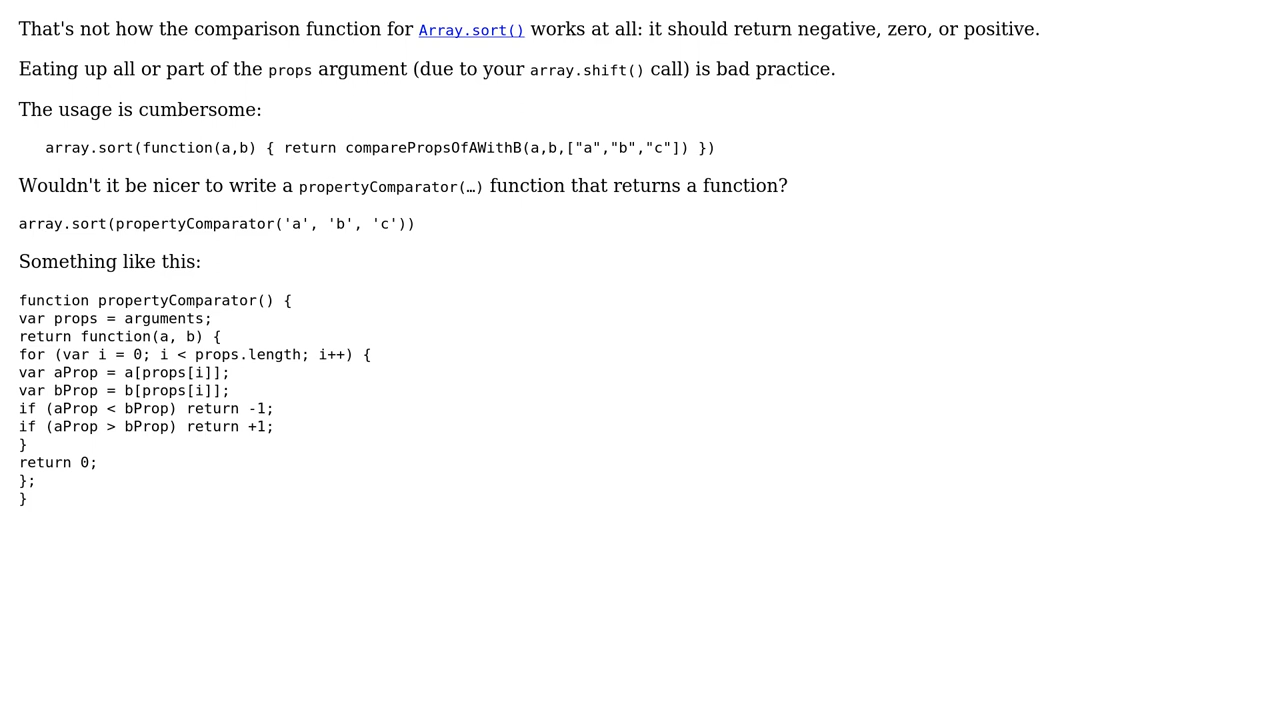 That's not how the comparison function for Array.sort() works at all: it should return negative, zero, or positive.
Eating up all or part of the props argument (due to your array.shift() call) is bad practice.
The usage is cumbersome:
array.sort(function(a,b) { return comparePropsOfAWithB(a,b,["a","b","c"]) })
Wouldn't it be nicer to write a propertyComparator(…) function that returns a function?
array.sort(propertyComparator('a', 'b', 'c'))
Something like this:
function propertyComparator() {
var props = arguments;
return function(a, b) {
for (var i = 0; i < props.length; i++) {
var aProp = a[props[i]];
var bProp = b[props[i]];
if (aProp < bProp) return -1;
if (aProp > bProp) return +1;
}
return 0;
};
}